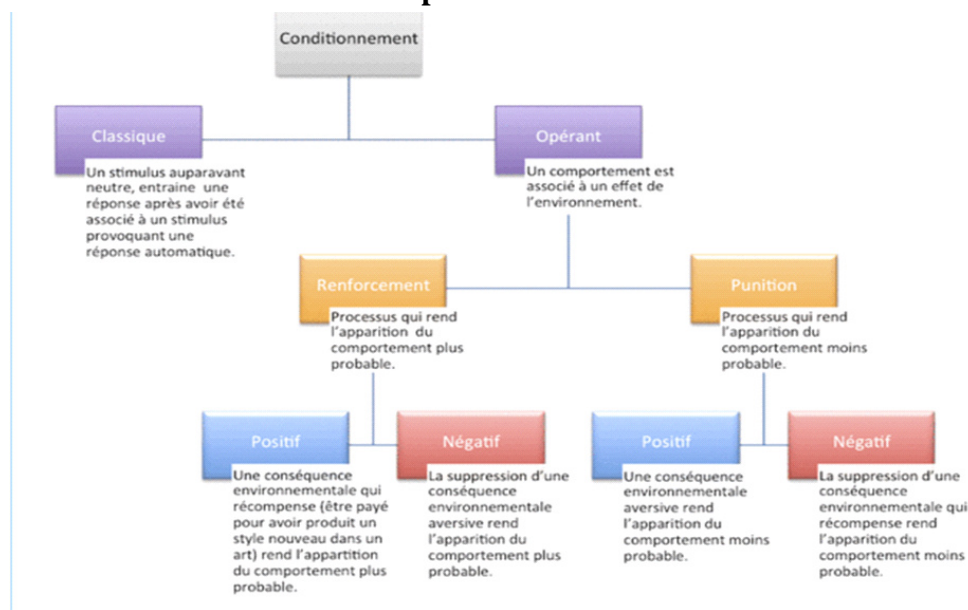 Conditionnement
Classique
Un stimulus auparavant
neutre, entraine une
réponse après avoir été
associé à un stimulus
provoquant une
réponse automatique.
Opérant
Un comportement est
associé à un effet de
l'environnement.
Renforcement
Processus qui rend
l'apparition du
comportement plus
probable.
Punition
Processus qui rend
l'apparition du
comportement moins
probable.
Positif
Une conséquence
environnementale qui
récompense (être payé
pour avoir produit un
style nouveau dans un
art) rend l'appartition
du comportement plus
probable.
Négatif
La suppression d'une
conséquence
environnementale
aversive rend
l'apparition du
comportement plus
probable.
Positif
Une conséquence
environnementale
aversive rend
l'apparition du
comportement moins
probable.
Négatif
La suppression d'une
conséquence
environnementale qui
récompense rend
l'apparition du
comportement moins
probable.